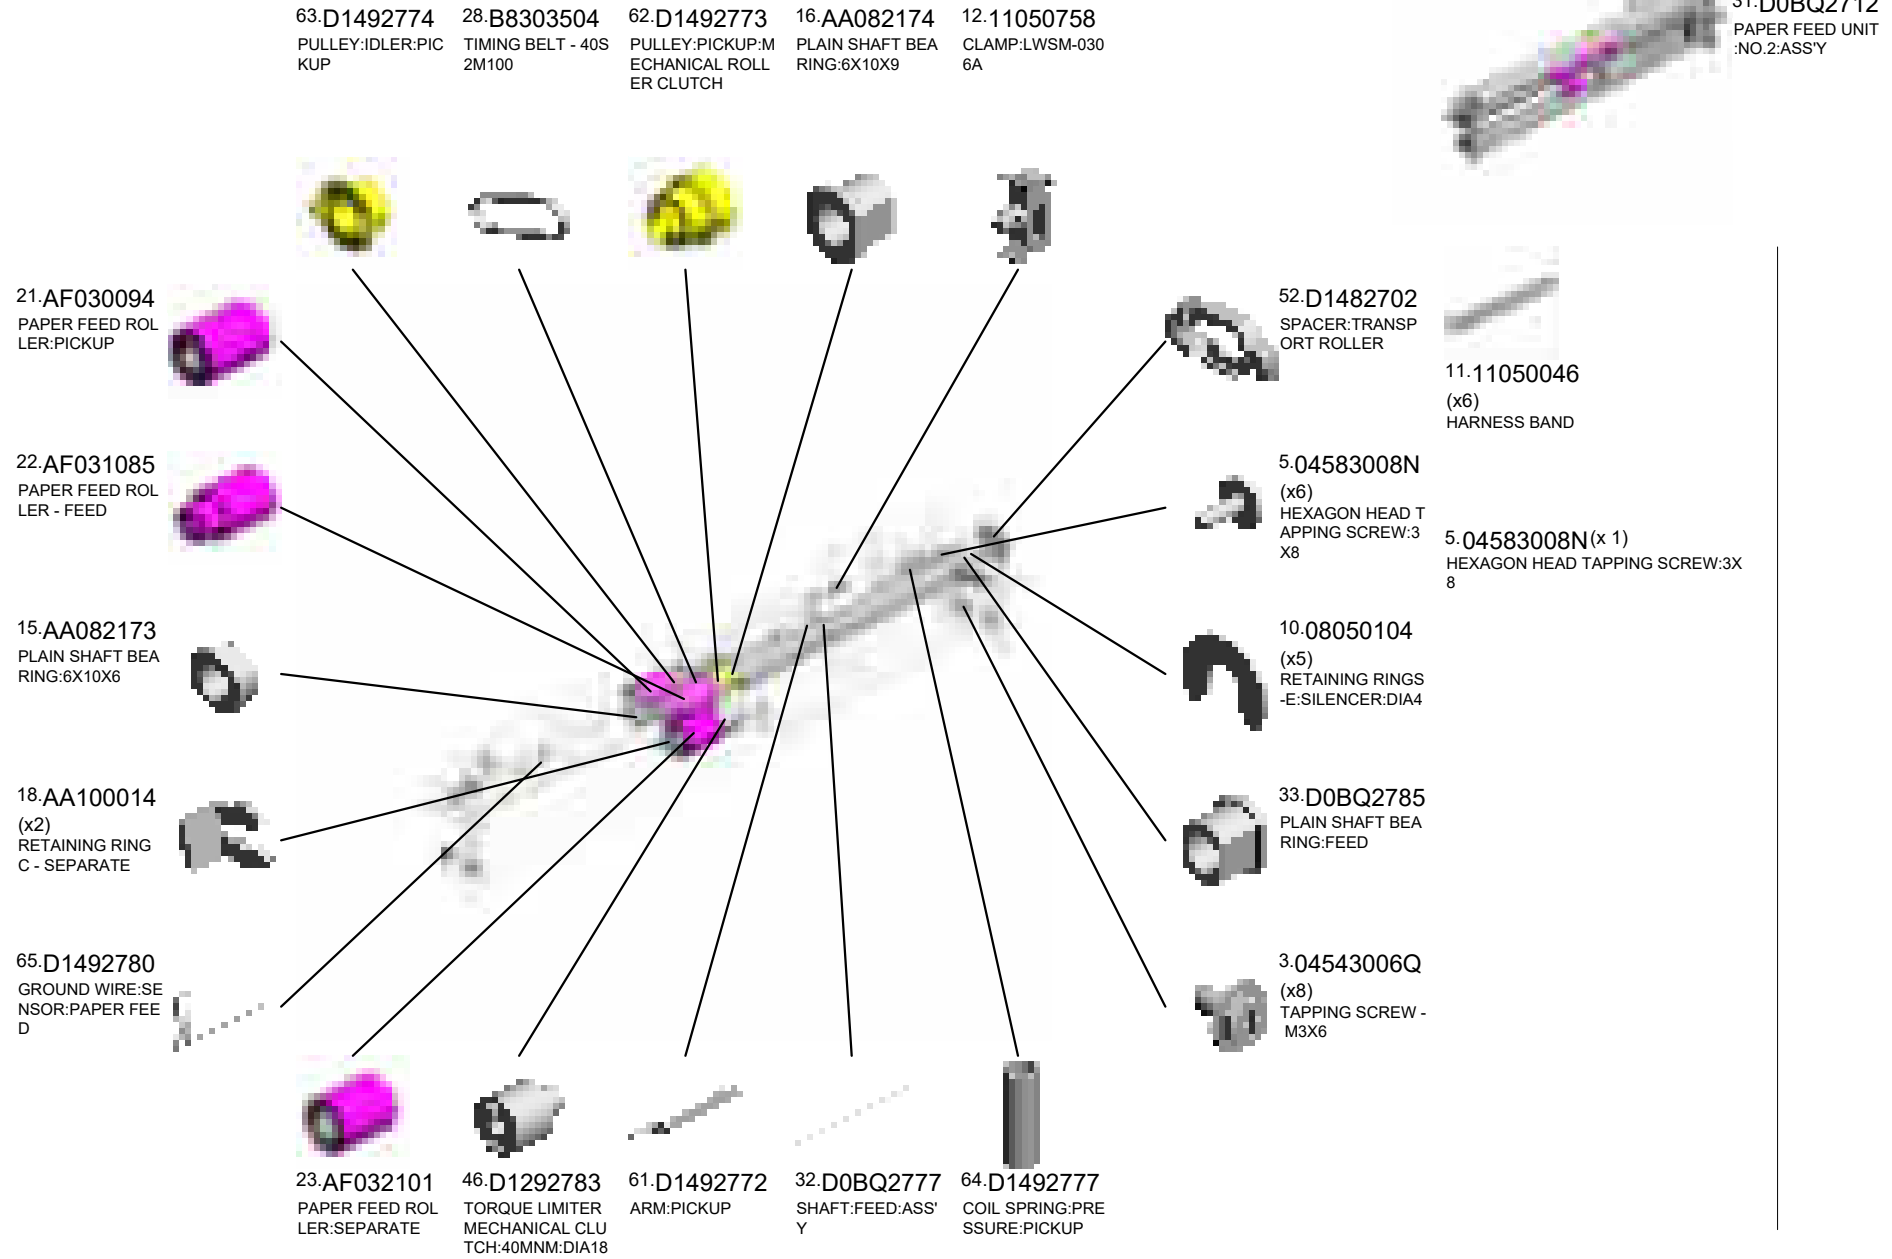 63.D1492774
PULLEY:IDLER:PIC
KUP
28.B8303504
TIMING BELT - 40S
2M100
62.D1492773
PULLEY:PICKUP:M
ECHANICAL ROLL
ER CLUTCH
16.AA082174
PLAIN SHAFT BEA
RING:6X10X9
12.11050758
CLAMP:LWSM-030
6A
31.D0BQ2712
PAPER FEED UNIT
:NO.2:ASS'Y
21.AF030094
PAPER FEED ROL
LER:PICKUP
22.AF031085
PAPER FEED ROL
LER - FEED
15.AA082173
PLAIN SHAFT BEA
RING:6X10X6
18.AA100014
(x2)
RETAINING RING
C - SEPARATE
65.D1492780
GROUND WIRE:SE
NSOR:PAPER FEE
D
52.D1482702
SPACER:TRANSP
ORT ROLLER
5.04583008N
(x6)
HEXAGON HEAD T
APPING SCREW:3
X8
10.08050104
(x5)
RETAINING RINGS
-E:SILENCER:DIA4
33.D0BQ2785
PLAIN SHAFT BEA
RING:FEED
3.04543006Q
(x8)
TAPPING SCREW -
M3X6
11.11050046
(x6)
HARNESS BAND
5.04583008N(x 1)
HEXAGON HEAD TAPPING SCREW:3X
8
23.AF032101
PAPER FEED ROL
LER:SEPARATE
46.D1292783
TORQUE LIMITER
MECHANICAL CLU
TCH:40MNM:DIA18
61.D1492772
ARM:PICKUP
32.D0BQ2777
SHAFT:FEED:ASS'
Y
64.D1492777
COIL SPRING:PRE
SSURE:PICKUP